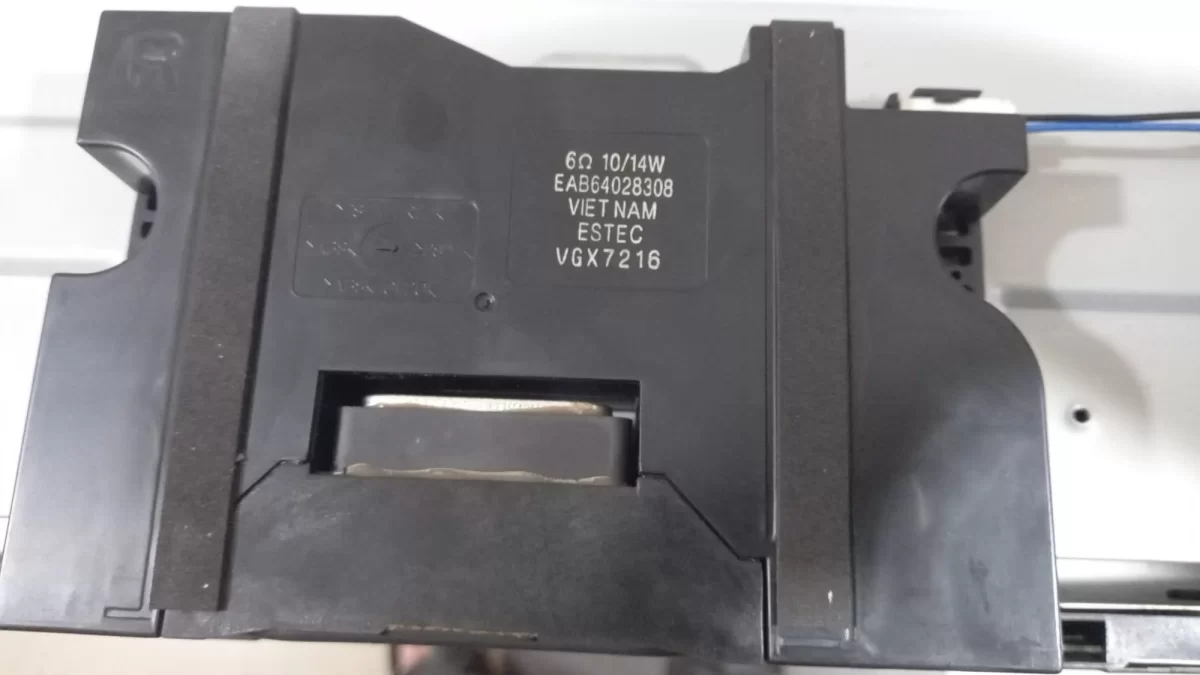 R
6Ω 10/14W
EAB64028308
VIET NAM
ESTEC
VGX7216